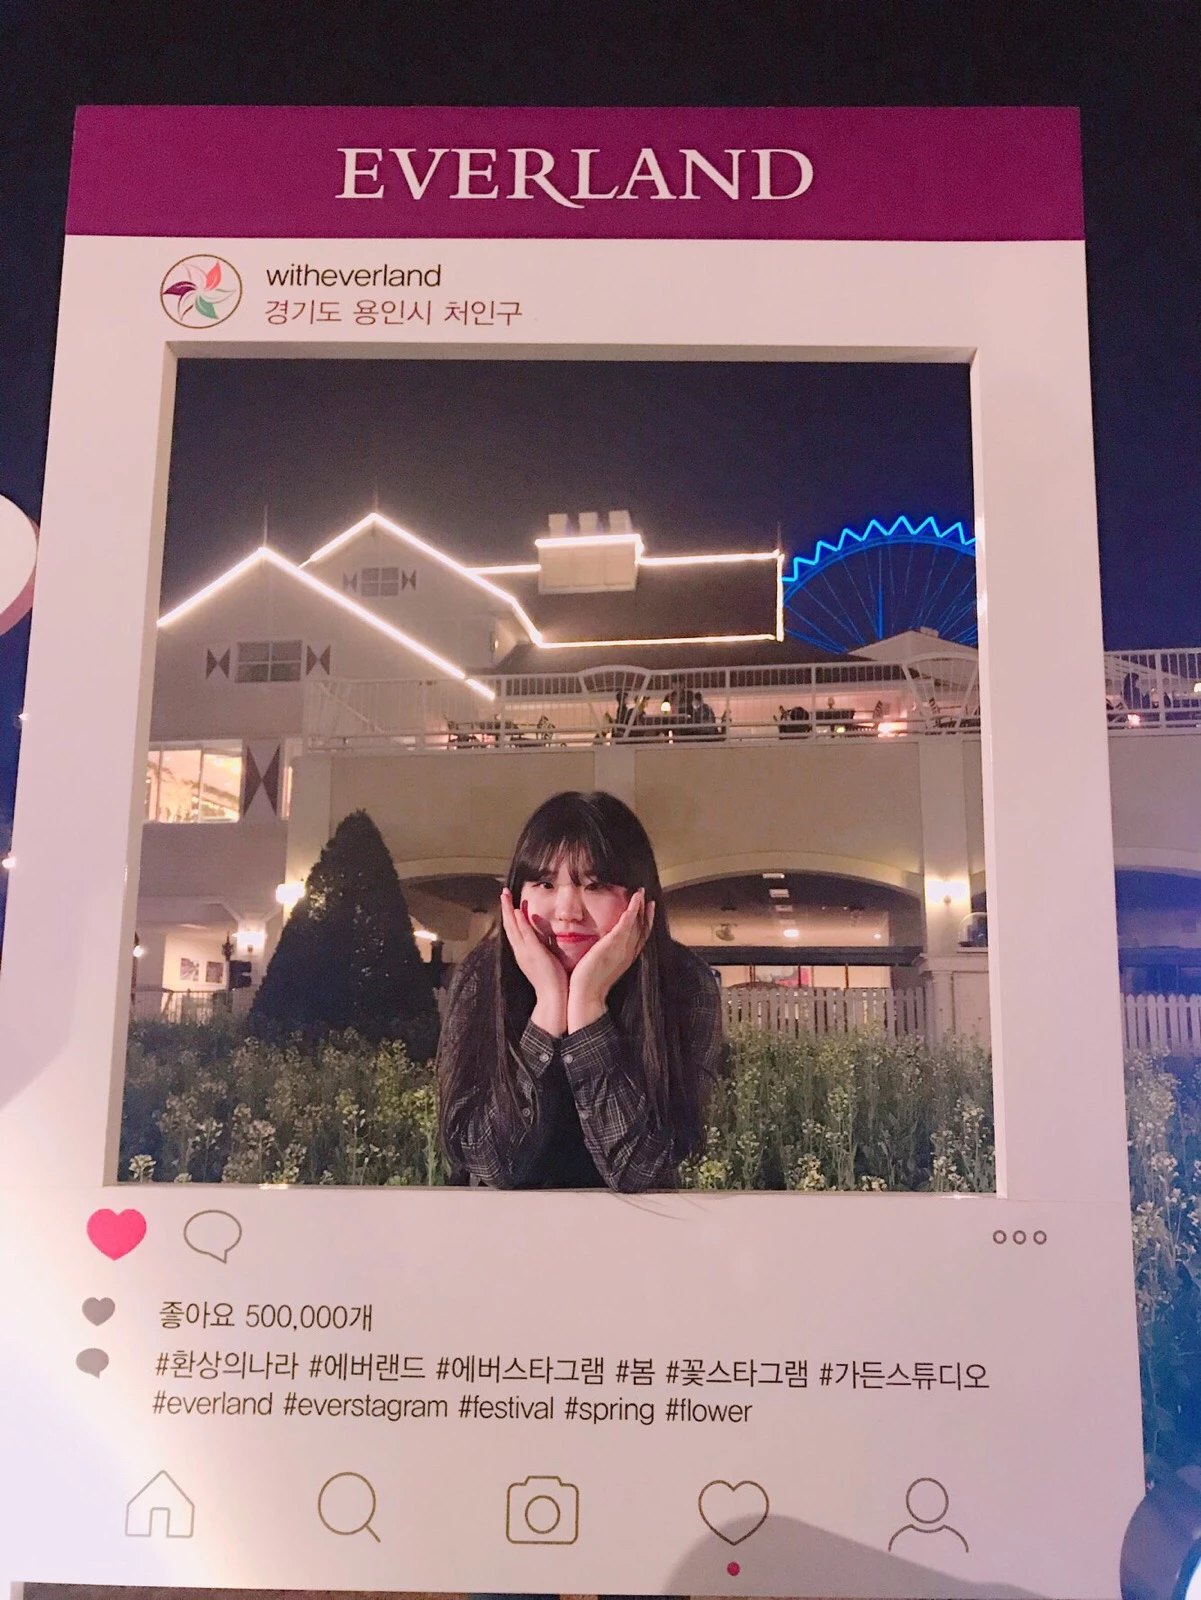 EVERLAND
witheverland
경기도 용인시 처인구
좋아요 500,000개
#환상의나라 #에버랜드 #에버스타그램 #봄 #꽃스타그램 #가든스튜디오
#everland #everstagram #festival #spring #flower